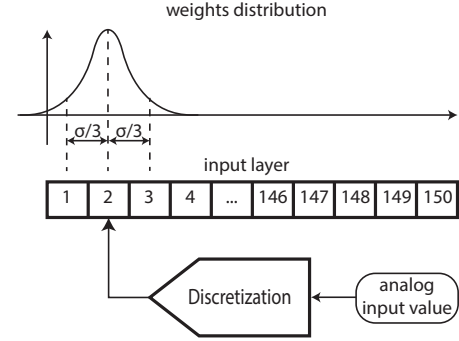 weights distribution
σ/3 σ/3
input layer
1 2 3 4 ... 146 147 148 149 150
Discretization
analog
input value